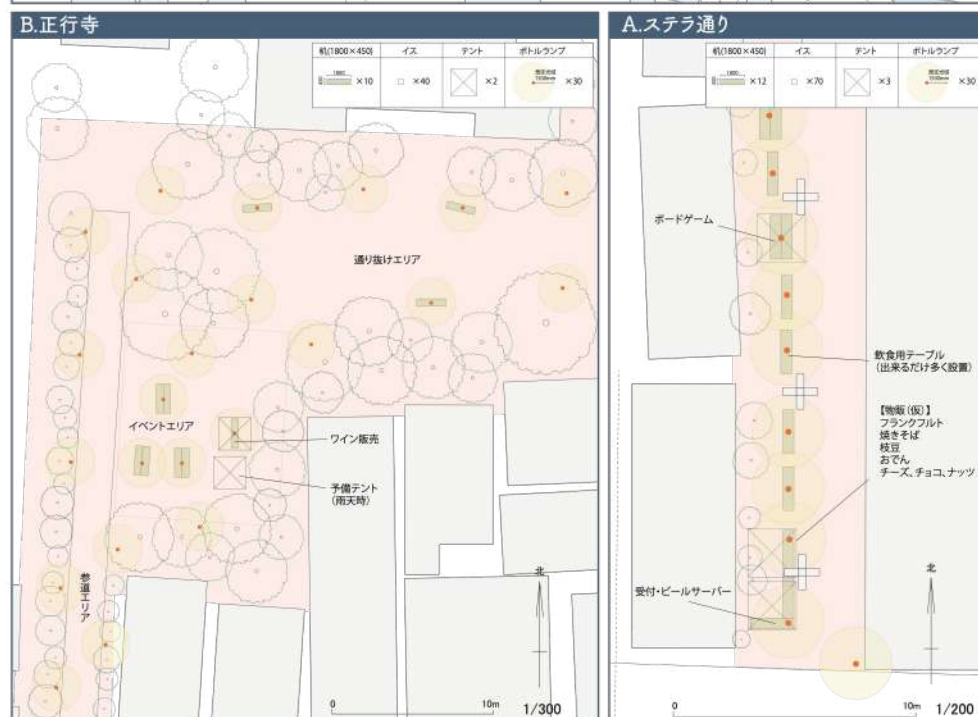 B.正行寺
机(1800×450)
イス
テント
ボトルランプ
1800
×10
×40
×2
×30
通り抜けエリア
イベントエリア
ワイン販売
予備テント
(雨天時)
参道エリア
北
0
10m
1/300
A.ステラ通り
机(1800×450)
イス
テント
ボトルランプ
1800
×12
×70
×3
×30
ボードゲーム
飲食用テーブル
(出来るだけ多く設置)
【物販(仮)】
フランクフルト
焼きそば
枝豆
おでん
チーズ、チョコ、ナッツ
受付・ビールサーバー
北
0
10m
1/200